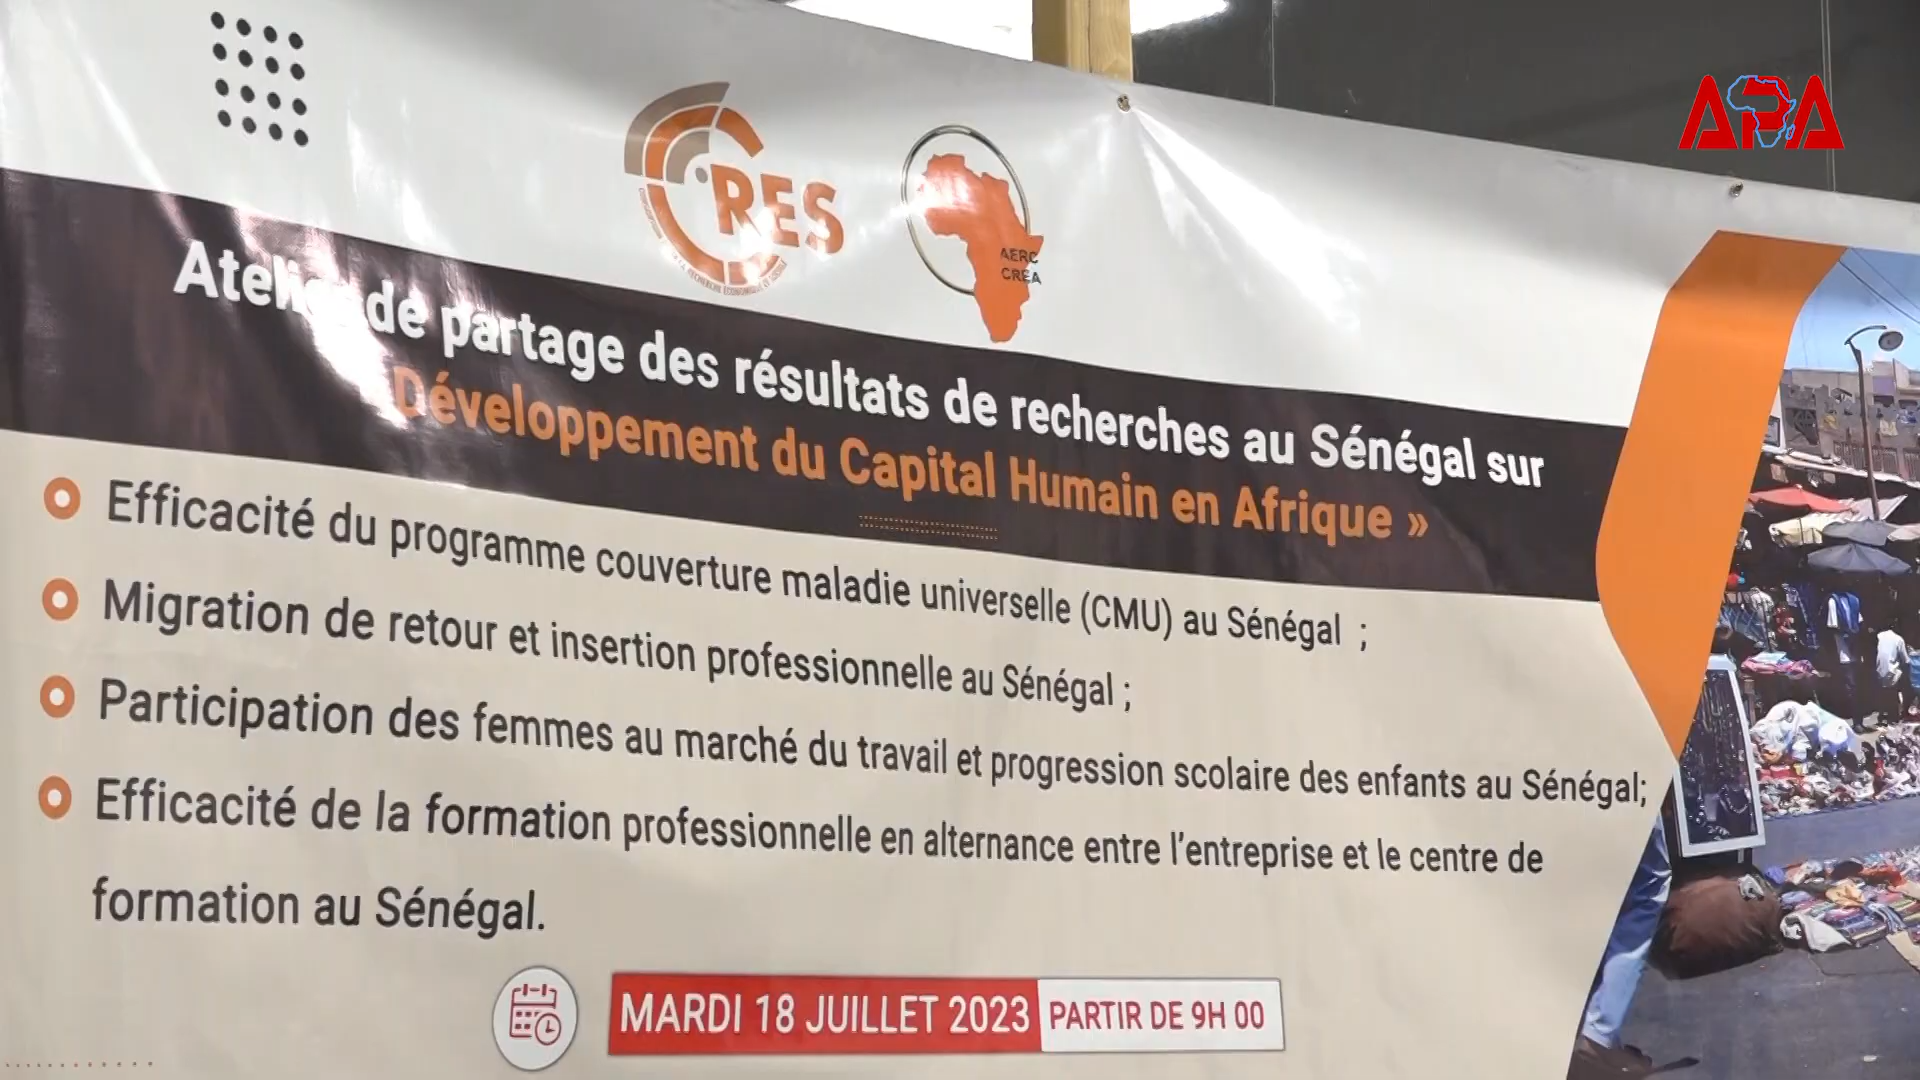 APA
CRES
AERC
CREA
Atelier de partage des résultats de recherches au Sénégal sur
Développement du Capital Humain en Afrique »
Efficacité du programme couverture maladie universelle (CMU) au Sénégal ;
Migration de retour et insertion professionnelle au Sénégal ;
Participation des femmes au marché du travail et progression scolaire des enfants au Sénégal;
Efficacité de la formation professionnelle en alternance entre l'entreprise et le centre de
formation au Sénégal.
MARDI 18 JUILLET 2023 PARTIR DE 9H 00